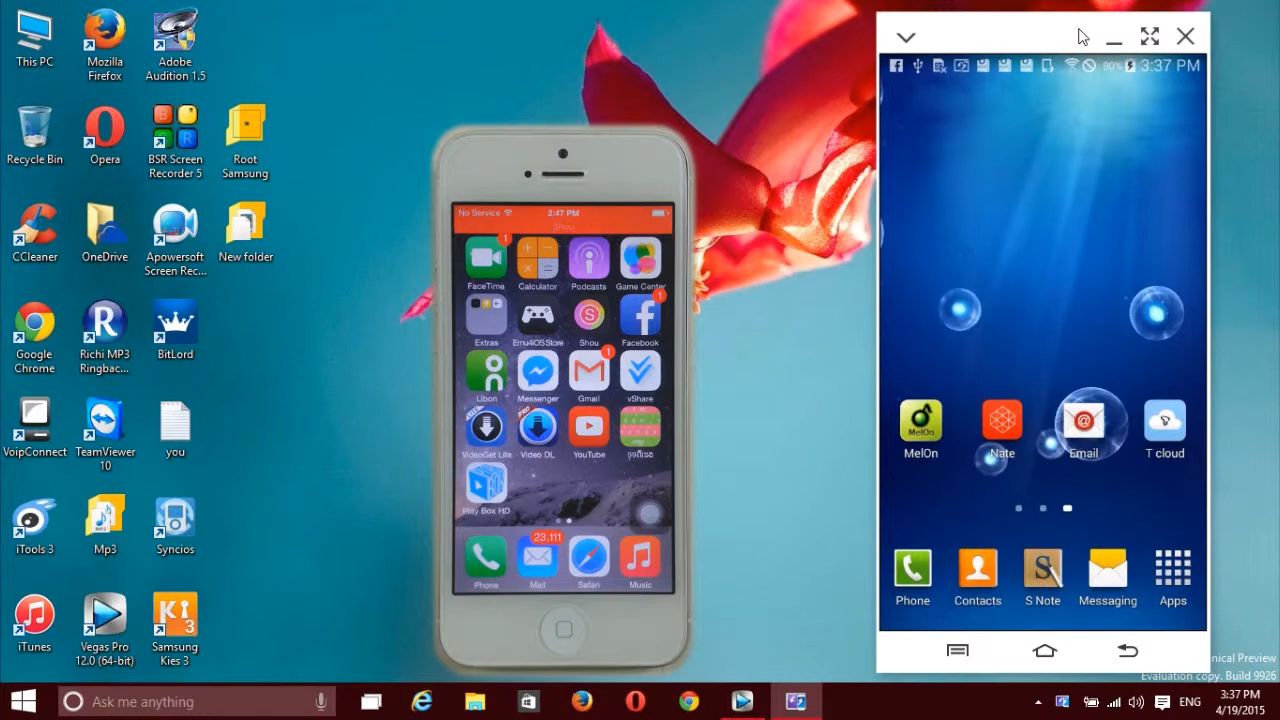 This PC
Mozilla
Firefox
Adobe
Audition 1.5
Recycle Bin
Opera
BSR Screen
Recorder 5
Root
Samsung
CCleaner
OneDrive
Apowersoft
Screen Rec...
New folder
Google
Chrome
Richi MP3
Ringbac...
BitLord
VoipConnect
TeamViewer
10
you
iTools 3
Mp3
Syncios
iTunes
Vegas Pro
12.0 (64-bit)
Samsung
Kies 3
No Service 2:47 PM
Shou
FaceTime Calculator Podcasts Game Center
Extras Emu4iOSStore Shou Facebook
Libon Messenger Gmail vShare
VideoGet Lite Video DL YouTube
Play Box HD
23,111
Phone Mail Safari Music
80% 3:37 PM
MelOn Nate Email T cloud
Phone Contacts S Note Messaging Apps
nical Preview
Evaluation copy. Build 9926
Ask me anything
ENG
3:37 PM
4/19/2015